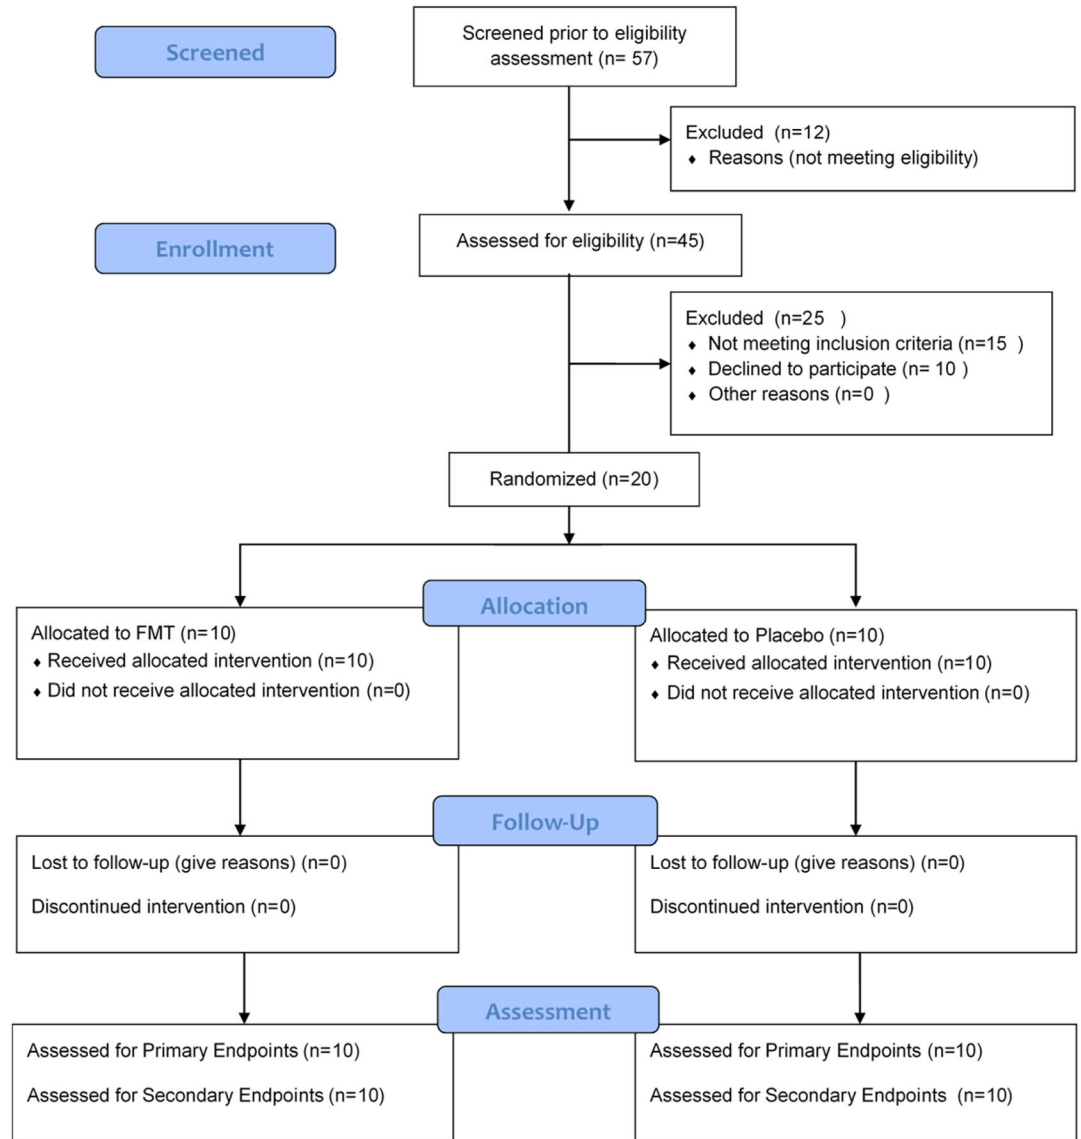 Screened
Screened prior to eligibility
assessment (n= 57)
Excluded (n=12)
♦ Reasons (not meeting eligibility)
Enrollment
Assessed for eligibility (n=45)
Excluded (n=25 )
♦ Not meeting inclusion criteria (n=15 )
♦ Declined to participate (n= 10 )
♦ Other reasons (n=0 )
Randomized (n=20)
Allocation
Allocated to FMT (n=10)
♦ Received allocated intervention (n=10)
♦ Did not receive allocated intervention (n=0)
Allocated to Placebo (n=10)
♦ Received allocated intervention (n=10)
♦ Did not receive allocated intervention (n=0)
Follow-Up
Lost to follow-up (give reasons) (n=0)
Discontinued intervention (n=0)
Lost to follow-up (give reasons) (n=0)
Discontinued intervention (n=0)
Assessment
Assessed for Primary Endpoints (n=10)
Assessed for Secondary Endpoints (n=10)
Assessed for Primary Endpoints (n=10)
Assessed for Secondary Endpoints (n=10)